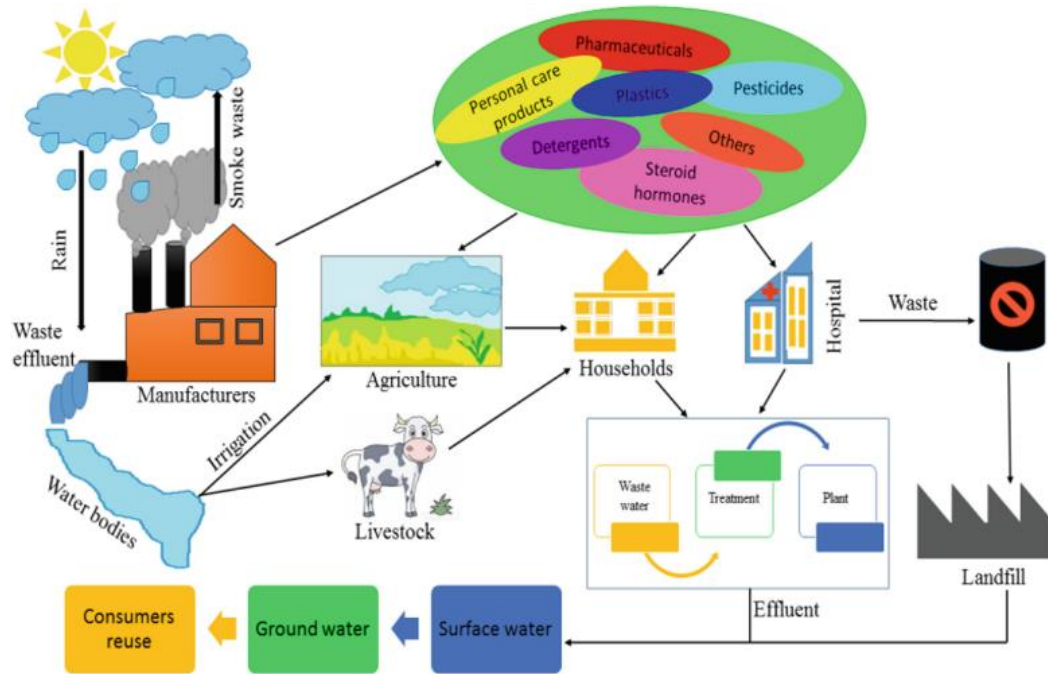 Pharmaceuticals
Personal care
products
Plastics
Pesticides
Detergents
Others
Steroid
hormones
Smoke waste
Rain
Waste
effluent
Manufacturers
Agriculture
Households
Hospital
Waste
Irrigation
Water bodies
Livestock
Waste
water
Treatment
Plant
Landfill
Effluent
Consumers
reuse
Ground water
Surface water